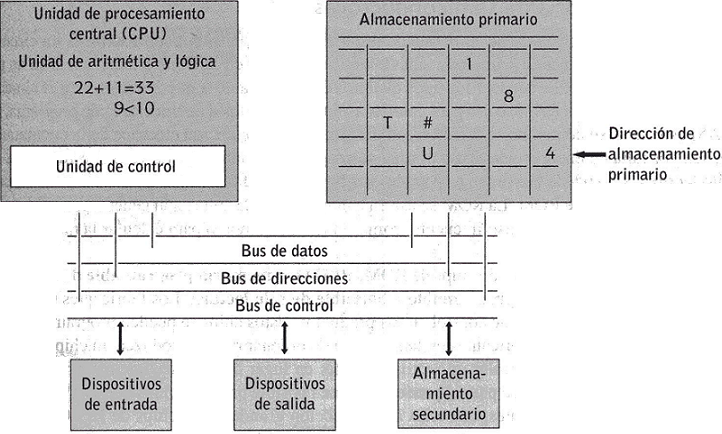 Unidad de procesamiento
central (CPU)
Unidad de aritmética y lógica
22+11=33
9<10
Unidad de control
Almacenamiento primario
1
8
T #
U 4
Dirección de
almacenamiento
primario
Bus de datos
Bus de direcciones
Bus de control
Dispositivos
de entrada
Dispositivos
de salida
Almacena-
miento
secundario